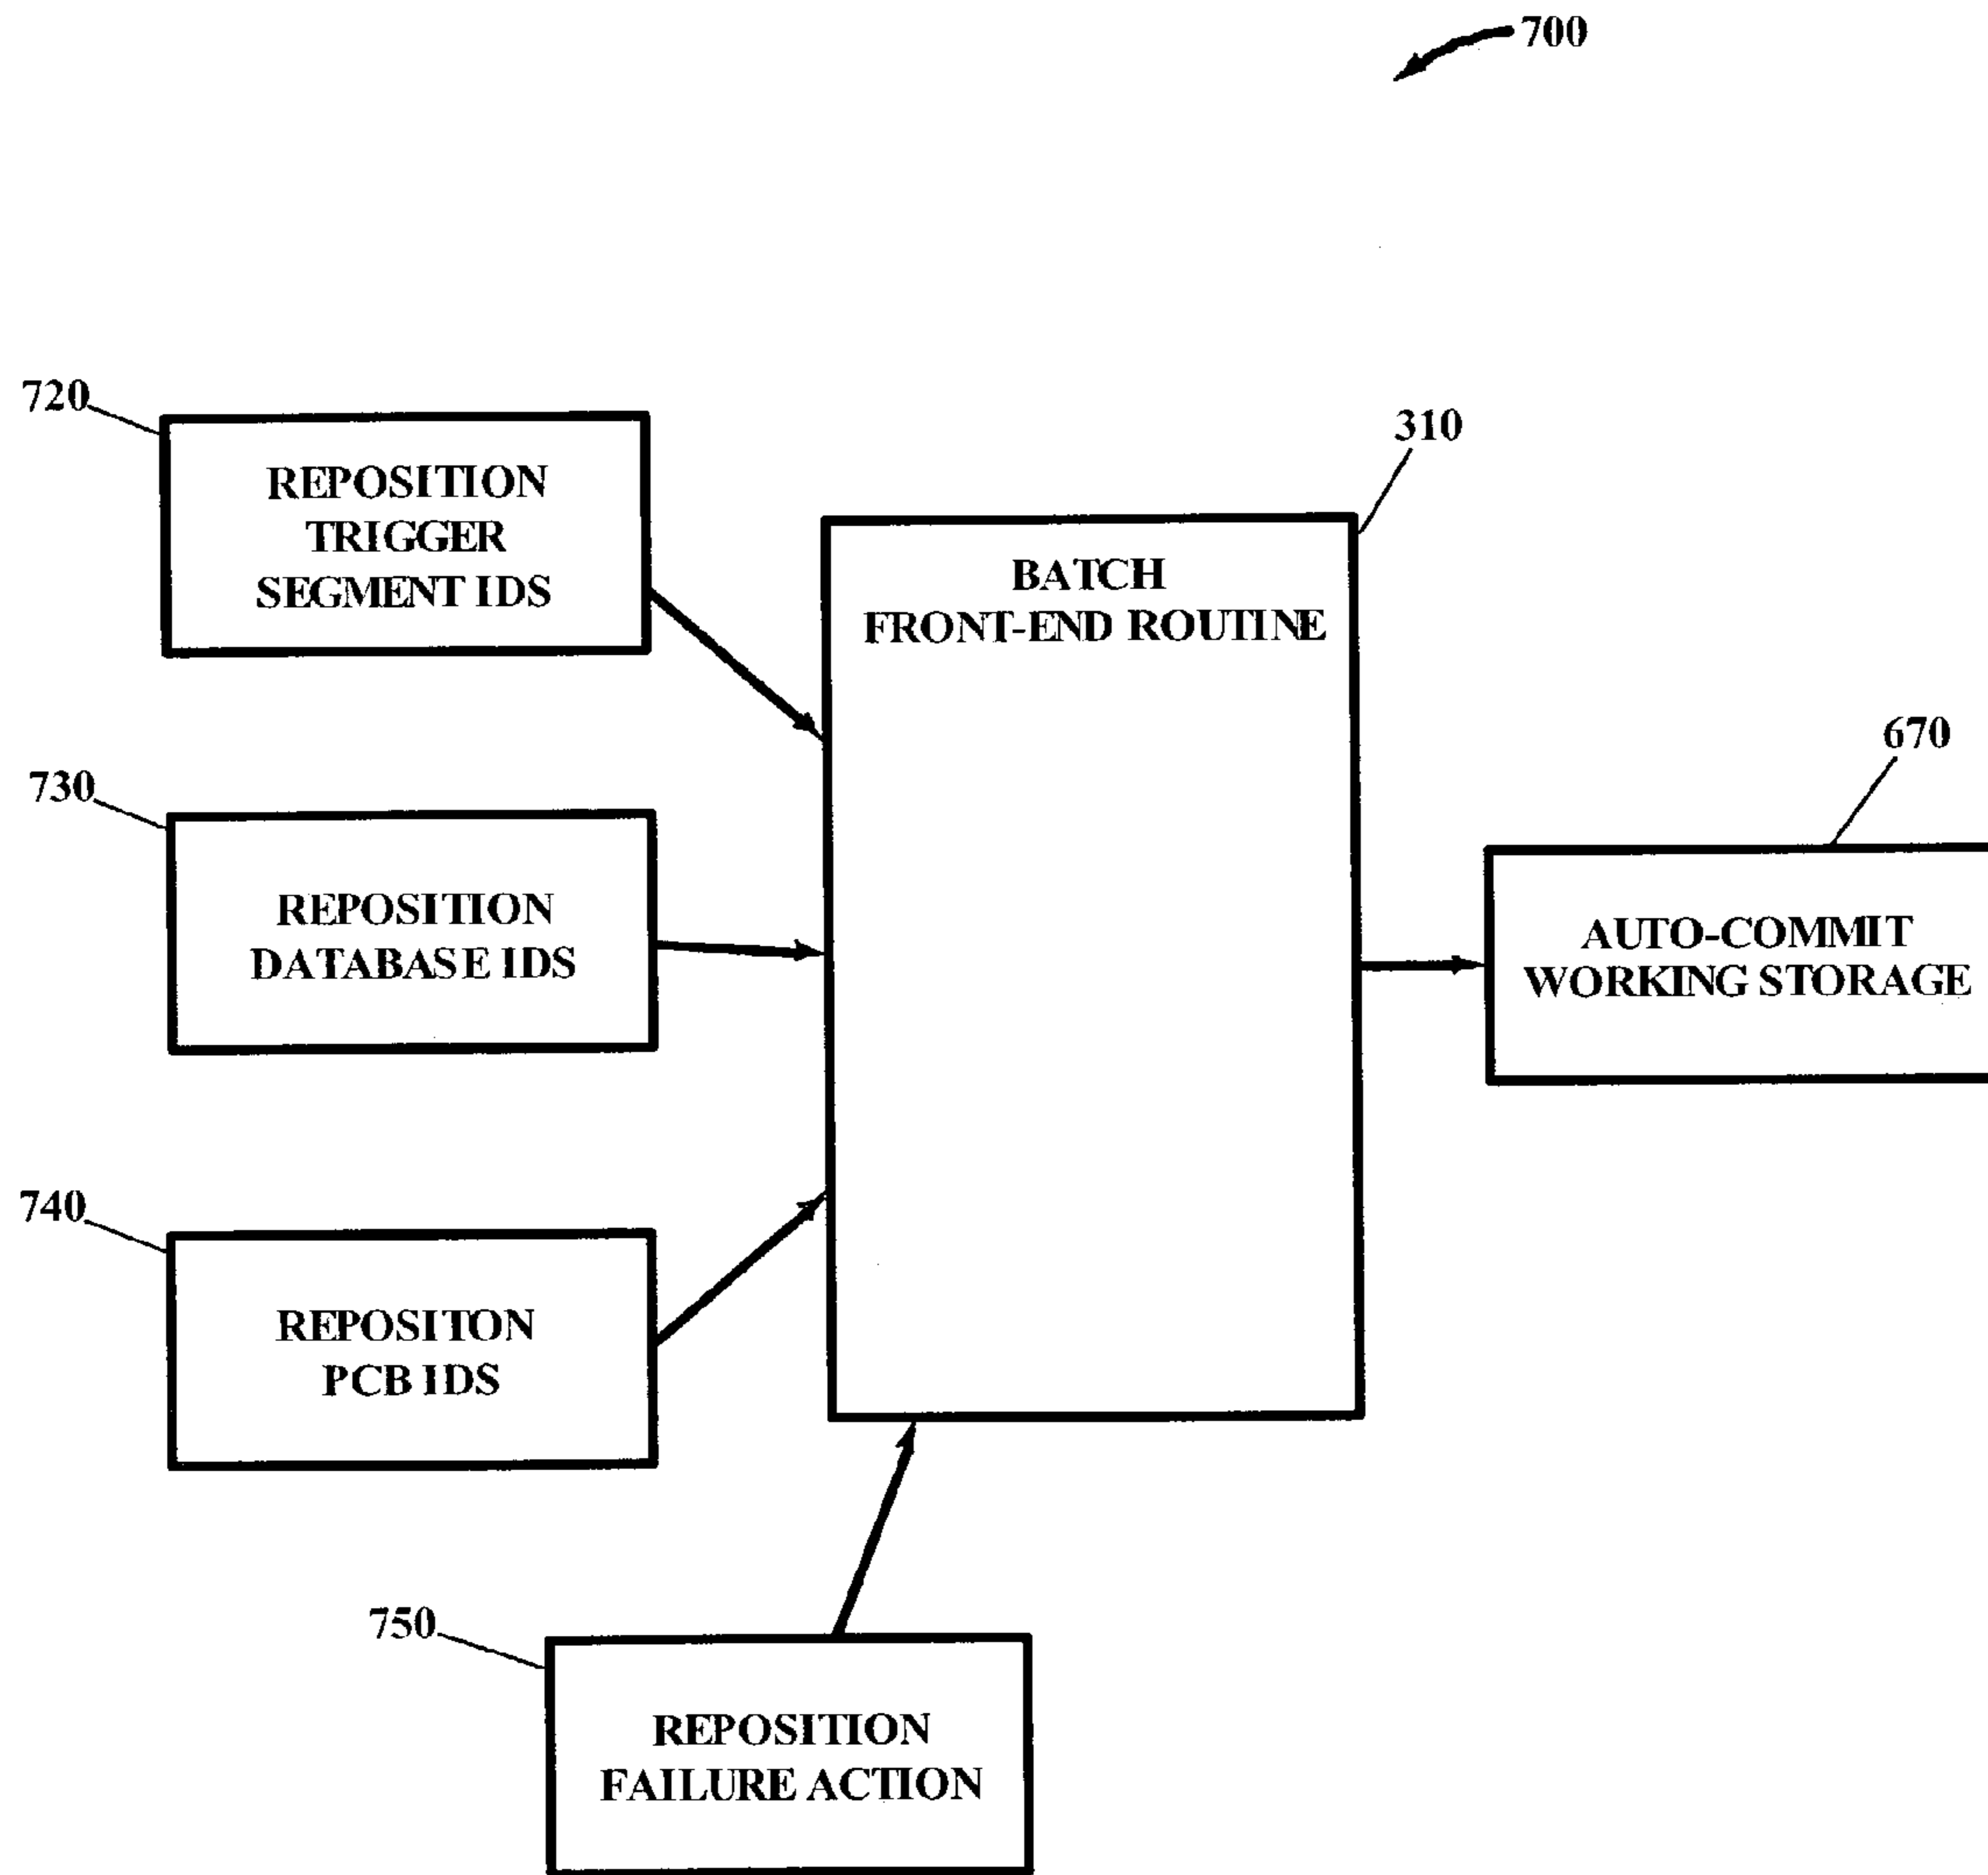 700
720
REPOSITION
TRIGGER
SEGMENT IDS
310
BATCH
FRONT-END ROUTINE
730
REPOSITION
DATABASE IDS
670
AUTO-COMMIT
WORKING STORAGE
740
REPOSITON
PCB IDS
750
REPOSITION
FAILURE ACTION